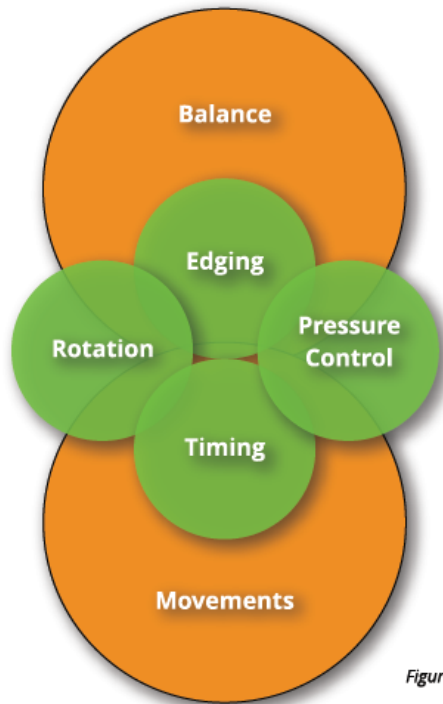 Balance
Edging
Rotation
Pressure
Control
Timing
Movements
Figur